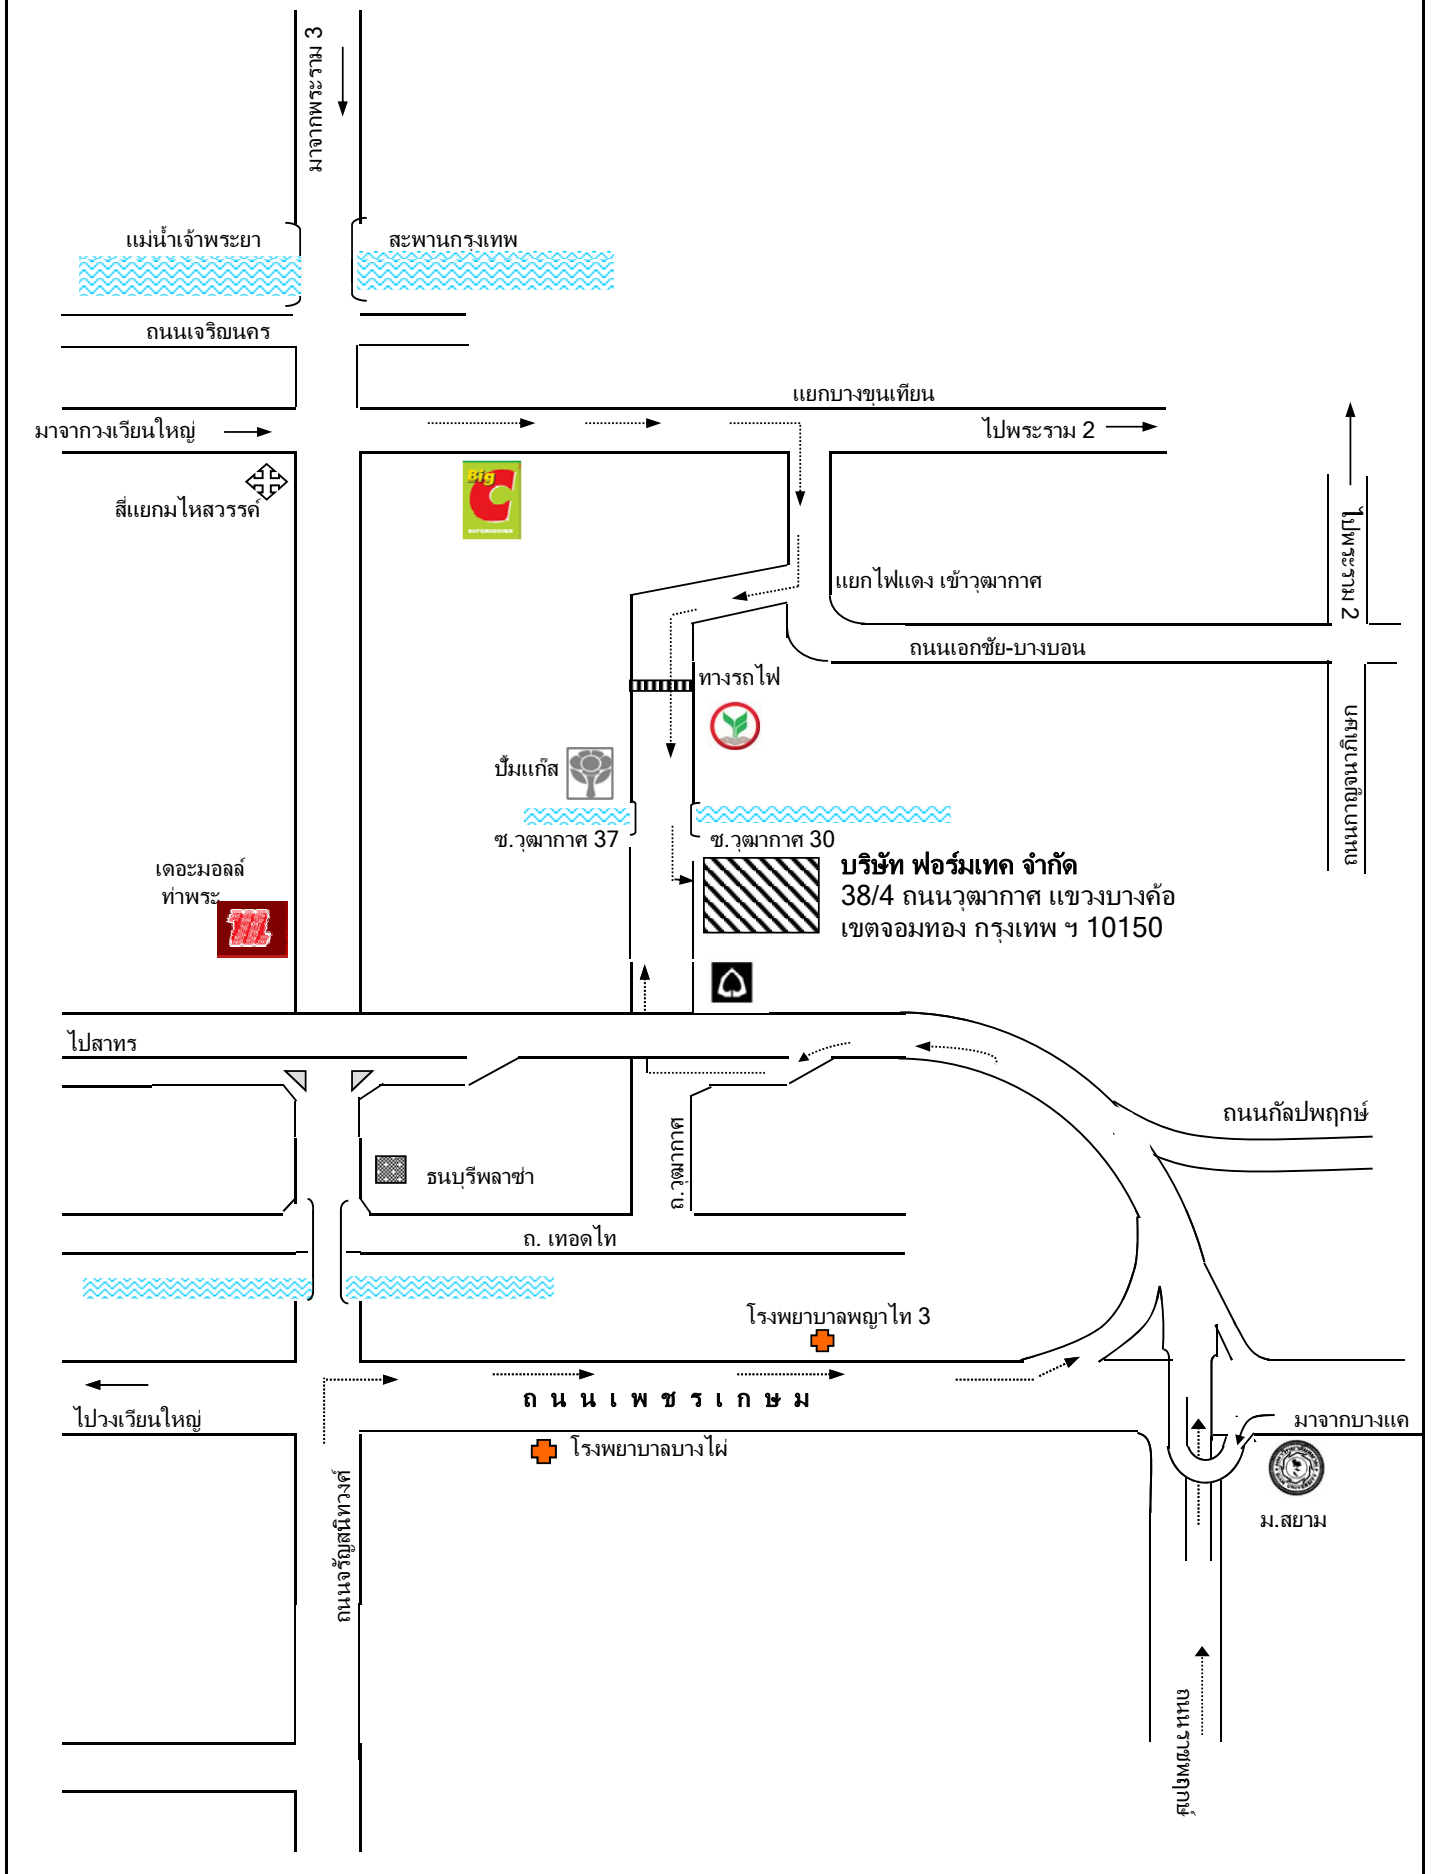 มาจากพระราม 3
แม่น้ำเจ้าพระยา
สะพานกรุงเทพ
ถนนเจริญนคร
แยกบางขุนเทียน
มาจากวงเวียนใหญ่
ไปพระราม 2
สี่แยกมไหสวรรค์
Big
C
SUPERCENTER
ไปพระราม 2
แยกไฟแดง เข้าวุฒากาศ
ถนนเอกชัย-บางบอน
ทางรถไฟ
ถนนกาญจนาภิเษก
ปั๊มแก๊ส
ซ.วุฒากาศ 37
ซ.วุฒากาศ 30
บริษัท ฟอร์มเทค จำกัด
38/4 ถนนวุฒากาศ แขวงบางค้อ
เขตจอมทอง กรุงเทพ ฯ 10150
เดอะมอลล์
ท่าพระ
ไปสาทร
ถนนกัลปพฤกษ์
ถ.วุฒากาศ
ธนบุรีพลาซ่า
ถ. เทอดไท
โรงพยาบาลพญาไท 3
ถนนเพชรเกษม
ไปวงเวียนใหญ่
มาจากบางแค
โรงพยาบาลบางไผ่
ถนนจรัญสนิทวงศ์
ม.สยาม
ถนนราชพฤกษ์